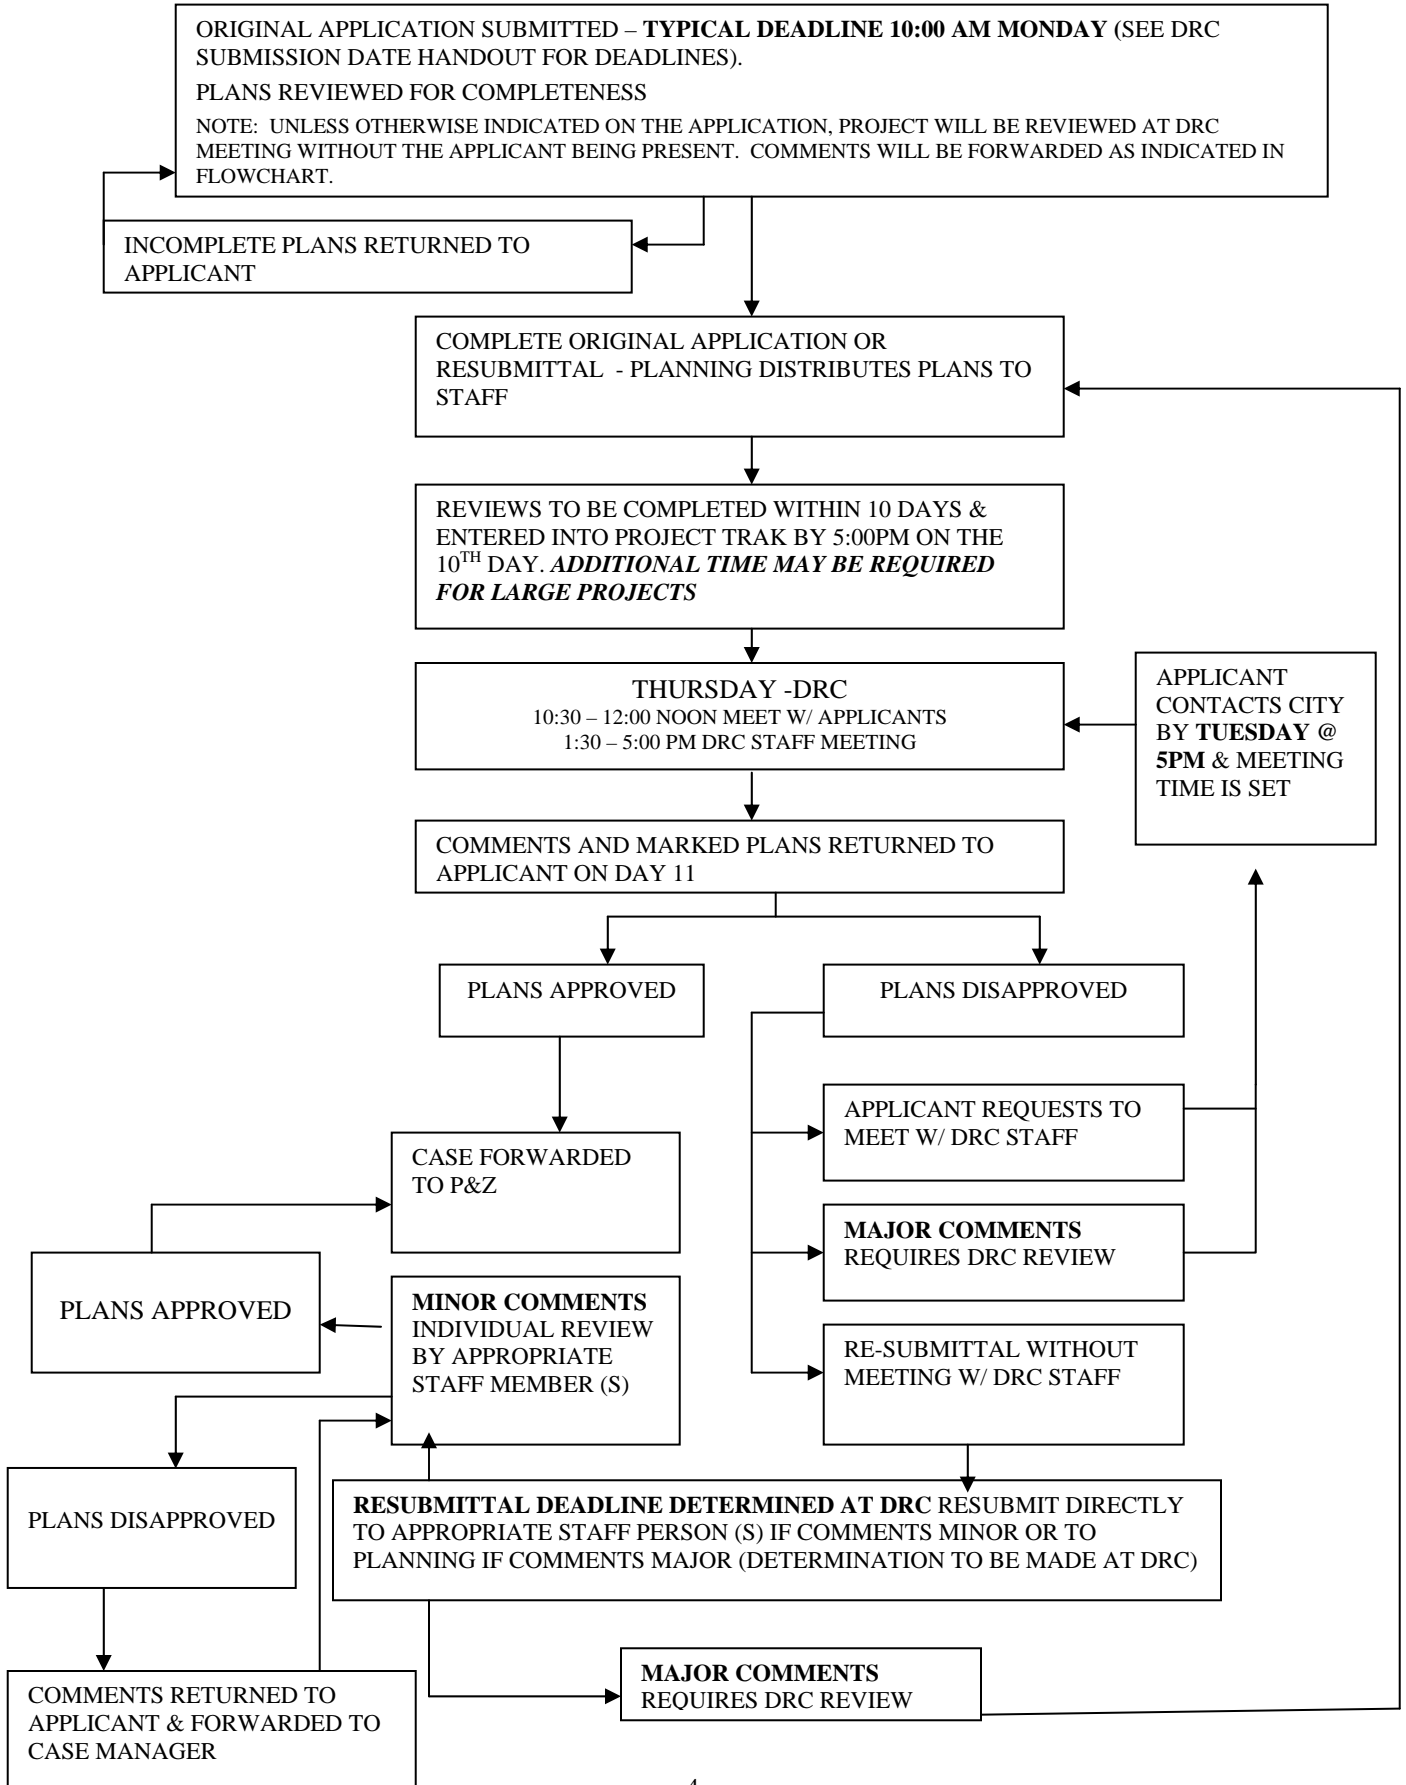 ORIGINAL APPLICATION SUBMITTED – TYPICAL DEADLINE 10:00 AM MONDAY (SEE DRC
SUBMISSION DATE HANDOUT FOR DEADLINES).
PLANS REVIEWED FOR COMPLETENESS
NOTE: UNLESS OTHERWISE INDICATED ON THE APPLICATION, PROJECT WILL BE REVIEWED AT DRC
MEETING WITHOUT THE APPLICANT BEING PRESENT. COMMENTS WILL BE FORWARDED AS INDICATED IN
FLOWCHART.
INCOMPLETE PLANS RETURNED TO
APPLICANT
COMPLETE ORIGINAL APPLICATION OR
RESUBMITTAL - PLANNING DISTRIBUTES PLANS TO
STAFF
REVIEWS TO BE COMPLETED WITHIN 10 DAYS &
ENTERED INTO PROJECT TRAK BY 5:00PM ON THE
10TH DAY. ADDITIONAL TIME MAY BE REQUIRED
FOR LARGE PROJECTS
THURSDAY -DRC
10:30 – 12:00 NOON MEET W/ APPLICANTS
1:30 – 5:00 PM DRC STAFF MEETING
APPLICANT
CONTACTS CITY
BY TUESDAY @
5PM & MEETING
TIME IS SET
COMMENTS AND MARKED PLANS RETURNED TO
APPLICANT ON DAY 11
PLANS APPROVED
PLANS DISAPPROVED
APPLICANT REQUESTS TO
MEET W/ DRC STAFF
CASE FORWARDED
TO P&Z
MAJOR COMMENTS
REQUIRES DRC REVIEW
PLANS APPROVED
MINOR COMMENTS
INDIVIDUAL REVIEW
BY APPROPRIATE
STAFF MEMBER (S)
RE-SUBMITTAL WITHOUT
MEETING W/ DRC STAFF
PLANS DISAPPROVED
RESUBMITTAL DEADLINE DETERMINED AT DRC RESUBMIT DIRECTLY
TO APPROPRIATE STAFF PERSON (S) IF COMMENTS MINOR OR TO
PLANNING IF COMMENTS MAJOR (DETERMINATION TO BE MADE AT DRC)
MAJOR COMMENTS
REQUIRES DRC REVIEW
COMMENTS RETURNED TO
APPLICANT & FORWARDED TO
CASE MANAGER
4